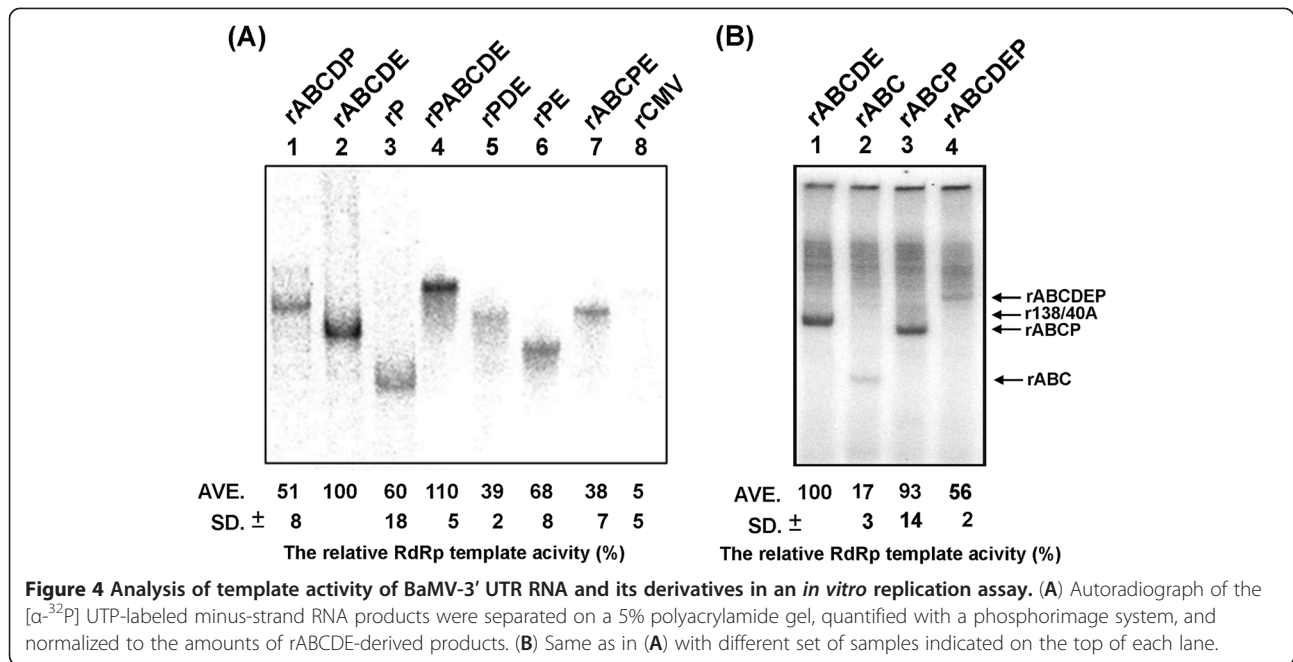 (A)
rABCDP rABCDE rP rPABCDE rPDE rPE rABCPE rCMV
1 2 3 4 5 6 7 8
AVE. 51 100 60 110 39 68 38 5
SD. ± 8 18 5 2 8 7 5
The relative RdRp template acivity (%)
(B)
rABCDE rABC rABCP rABCDEP
1 2 3 4
rABCDEP
r138/40A
rABCP
rABC
AVE. 100 17 93 56
SD. ± 3 14 2
The relative RdRp template acivity (%)
Figure 4 Analysis of template activity of BaMV-3′ UTR RNA and its derivatives in an in vitro replication assay. (A) Autoradiograph of the
[α-³²P] UTP-labeled minus-strand RNA products were separated on a 5% polyacrylamide gel, quantified with a phosphorimage system, and
normalized to the amounts of rABCDE-derived products. (B) Same as in (A) with different set of samples indicated on the top of each lane.